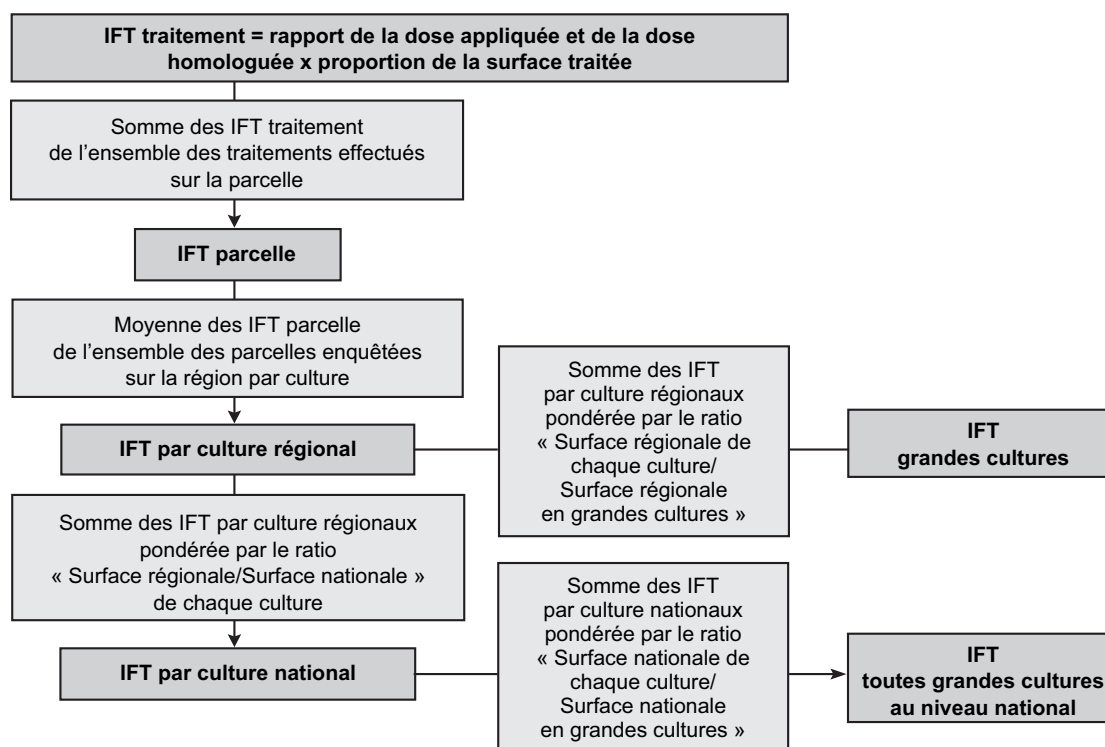 IFT traitement = rapport de la dose appliquée et de la dose
homologuée x proportion de la surface traitée
Somme des IFT traitement
de l'ensemble des traitements effectués
sur la parcelle
IFT parcelle
Moyenne des IFT parcelle
de l'ensemble des parcelles enquêtées
sur la région par culture
IFT par culture régional
Somme des IFT
par culture régionaux
pondérée par le ratio
« Surface régionale de
chaque culture/
Surface régionale
en grandes cultures »
IFT
grandes cultures
Somme des IFT par culture régionaux
pondérée par le ratio
« Surface régionale/Surface nationale »
de chaque culture
IFT par culture national
Somme des IFT
par culture nationaux
pondérée par le ratio
« Surface nationale de
chaque culture/
Surface nationale
en grandes cultures »
IFT
toutes grandes cultures
au niveau national